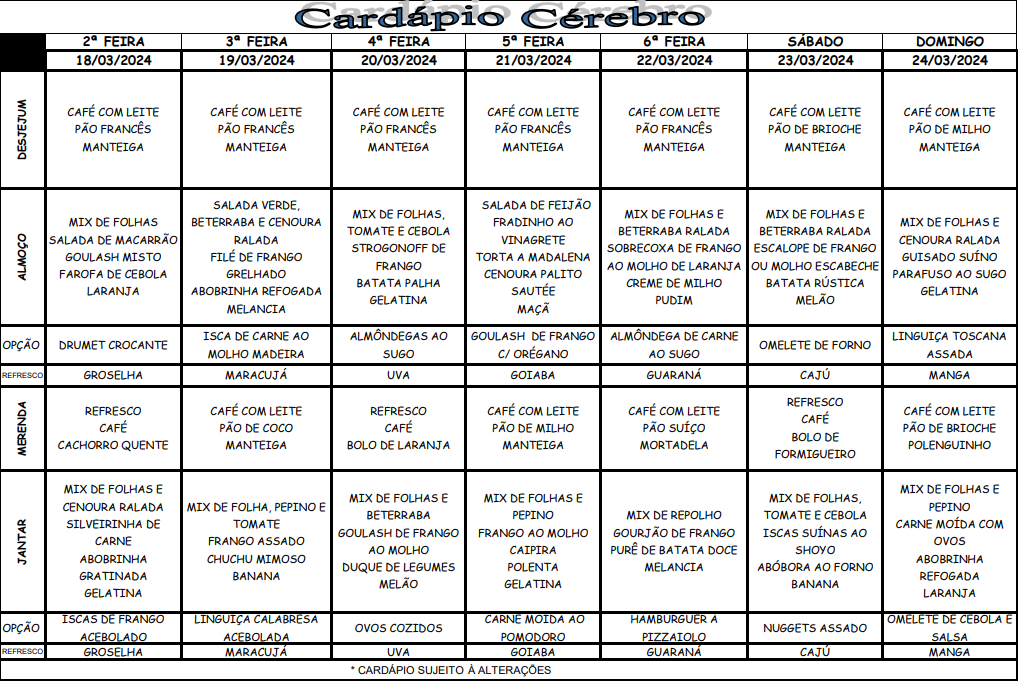 Cardápio Cérebro
2ª FEIRA 3ª FEIRA 4ª FEIRA 5ª FEIRA 6ª FEIRA SÁBADO DOMINGO
18/03/2024 19/03/2024 20/03/2024 21/03/2024 22/03/2024 23/03/2024 24/03/2024
DESJEJUM
CAFÉ COM LEITE
PÃO FRANCÊS
MANTEIGA
CAFÉ COM LEITE
PÃO FRANCÊS
MANTEIGA
CAFÉ COM LEITE
PÃO FRANCÊS
MANTEIGA
CAFÉ COM LEITE
PÃO FRANCÊS
MANTEIGA
CAFÉ COM LEITE
PÃO FRANCÊS
MANTEIGA
CAFÉ COM LEITE
PÃO DE BRIOCHE
MANTEIGA
CAFÉ COM LEITE
PÃO DE MILHO
MANTEIGA
ALMOÇO
MIX DE FOLHAS
SALADA DE MACARRÃO
GOULASH MISTO
FAROFA DE CEBOLA
LARANJA
SALADA VERDE,
BETERRABA E CENOURA
RALADA
FILÉ DE FRANGO
GRELHADO
ABOBRINHA REFOGADA
MELANCIA
MIX DE FOLHAS,
TOMATE E CEBOLA
STROGONOFF DE
FRANGO
BATATA PALHA
GELATINA
SALADA DE FEIJÃO
FRADINHO AO
VINAGRETE
TORTA A MADALENA
CENOURA PALITO
SAUTÉE
MAÇÃ
MIX DE FOLHAS E
BETERRABA RALADA
SOBRECOXA DE FRANGO
AO MOLHO DE LARANJA
CREME DE MILHO
PUDIM
MIX DE FOLHAS E
BETERRABA RALADA
ESCALOPE DE FRANGO
OU MOLHO ESCABECHE
BATATA RÚSTICA
MELÃO
MIX DE FOLHAS E
CENOURA RALADA
GUISADO SUÍNO
PARAFUSO AO SUGO
GELATINA
OPÇÃO
DRUMET CROCANTE
ISCA DE CARNE AO
MOLHO MADEIRA
ALMÔNDEGAS AO
SUGO
GOULASH DE FRANGO
C/ ORÉGANO
ALMÔNDEGA DE CARNE
AO SUGO
OMELETE DE FORNO
LINGUIÇA TOSCANA
ASSADA
REFRESCO GROSELHA MARACUJÁ UVA GOIABA GUARANÁ CAJÚ MANGA
MERENDA
REFRESCO
CAFÉ
CACHORRO QUENTE
CAFÉ COM LEITE
PÃO DE COCO
MANTEIGA
REFRESCO
CAFÉ
BOLO DE LARANJA
CAFÉ COM LEITE
PÃO DE MILHO
MANTEIGA
CAFÉ COM LEITE
PÃO SUÍÇO
MORTADELA
REFRESCO
CAFÉ
BOLO DE
FORMIGUEIRO
CAFÉ COM LEITE
PÃO DE BRIOCHE
POLENGUINHO
JANTAR
MIX DE FOLHAS E
CENOURA RALADA
SILVEIRINHA DE
CARNE
ABOBRINHA
GRATINADA
GELATINA
MIX DE FOLHA, PEPINO E
TOMATE
FRANGO ASSADO
CHUCHU MIMOSO
BANANA
MIX DE FOLHAS E
BETERRABA
GOULASH DE FRANGO
AO MOLHO
DUQUE DE LEGUMES
MELÃO
MIX DE FOLHAS E
PEPINO
FRANGO AO MOLHO
CAIPIRA
POLENTA
GELATINA
MIX DE REPOLHO
GOURJÃO DE FRANGO
PURÊ DE BATATA DOCE
MELANCIA
MIX DE FOLHAS,
TOMATE E CEBOLA
ISCAS SUÍNAS AO
SHOYO
ABÓBORA AO FORNO
BANANA
MIX DE FOLHAS E
PEPINO
CARNE MOÍDA COM
OVOS
ABOBRINHA
REFOGADA
LARANJA
OPÇÃO
ISCAS DE FRANGO
ACEBOLADO
LINGUIÇA CALABRESA
ACEBOLADA
OVOS COZIDOS
CARNE MOIDA AO
POMODORO
HAMBURGUER A
PIZZAIOLO
NUGGETS ASSADO
OMELETE DE CEBOLA E
SALSA
REFRESCO GROSELHA MARACUJÁ UVA GOIABA GUARANÁ CAJÚ MANGA
* CARDÁPIO SUJEITO À ALTERAÇÕES